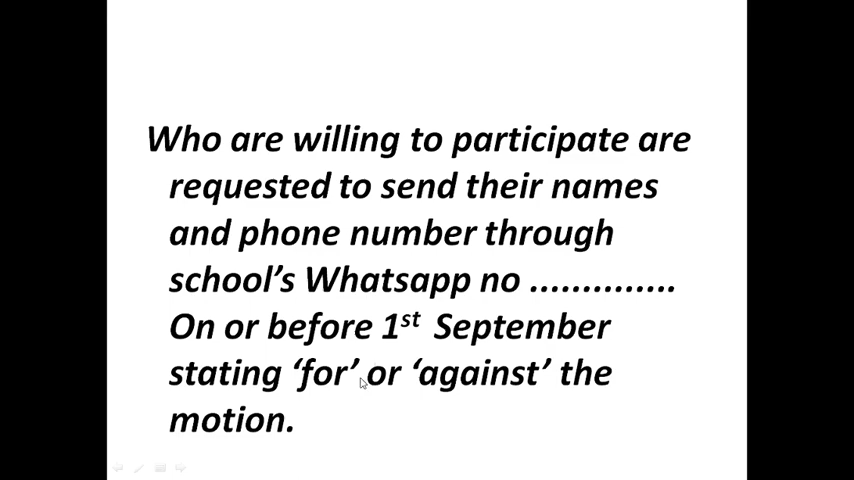 Who are willing to participate are
requested to send their names
and phone number through
school’s Whatsapp no ..............
On or before 1st September
stating ‘for’ or ‘against’ the
motion.